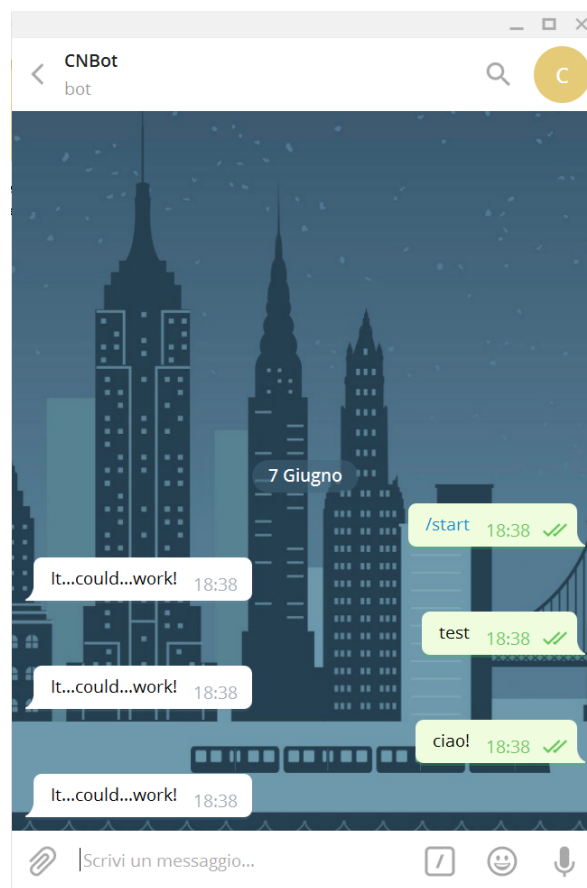 CNBot
bot
C
7 Giugno
/start 18:38
It...could...work! 18:38
test 18:38
It...could...work! 18:38
ciao! 18:38
It...could...work! 18:38
Scrivi un messaggio...